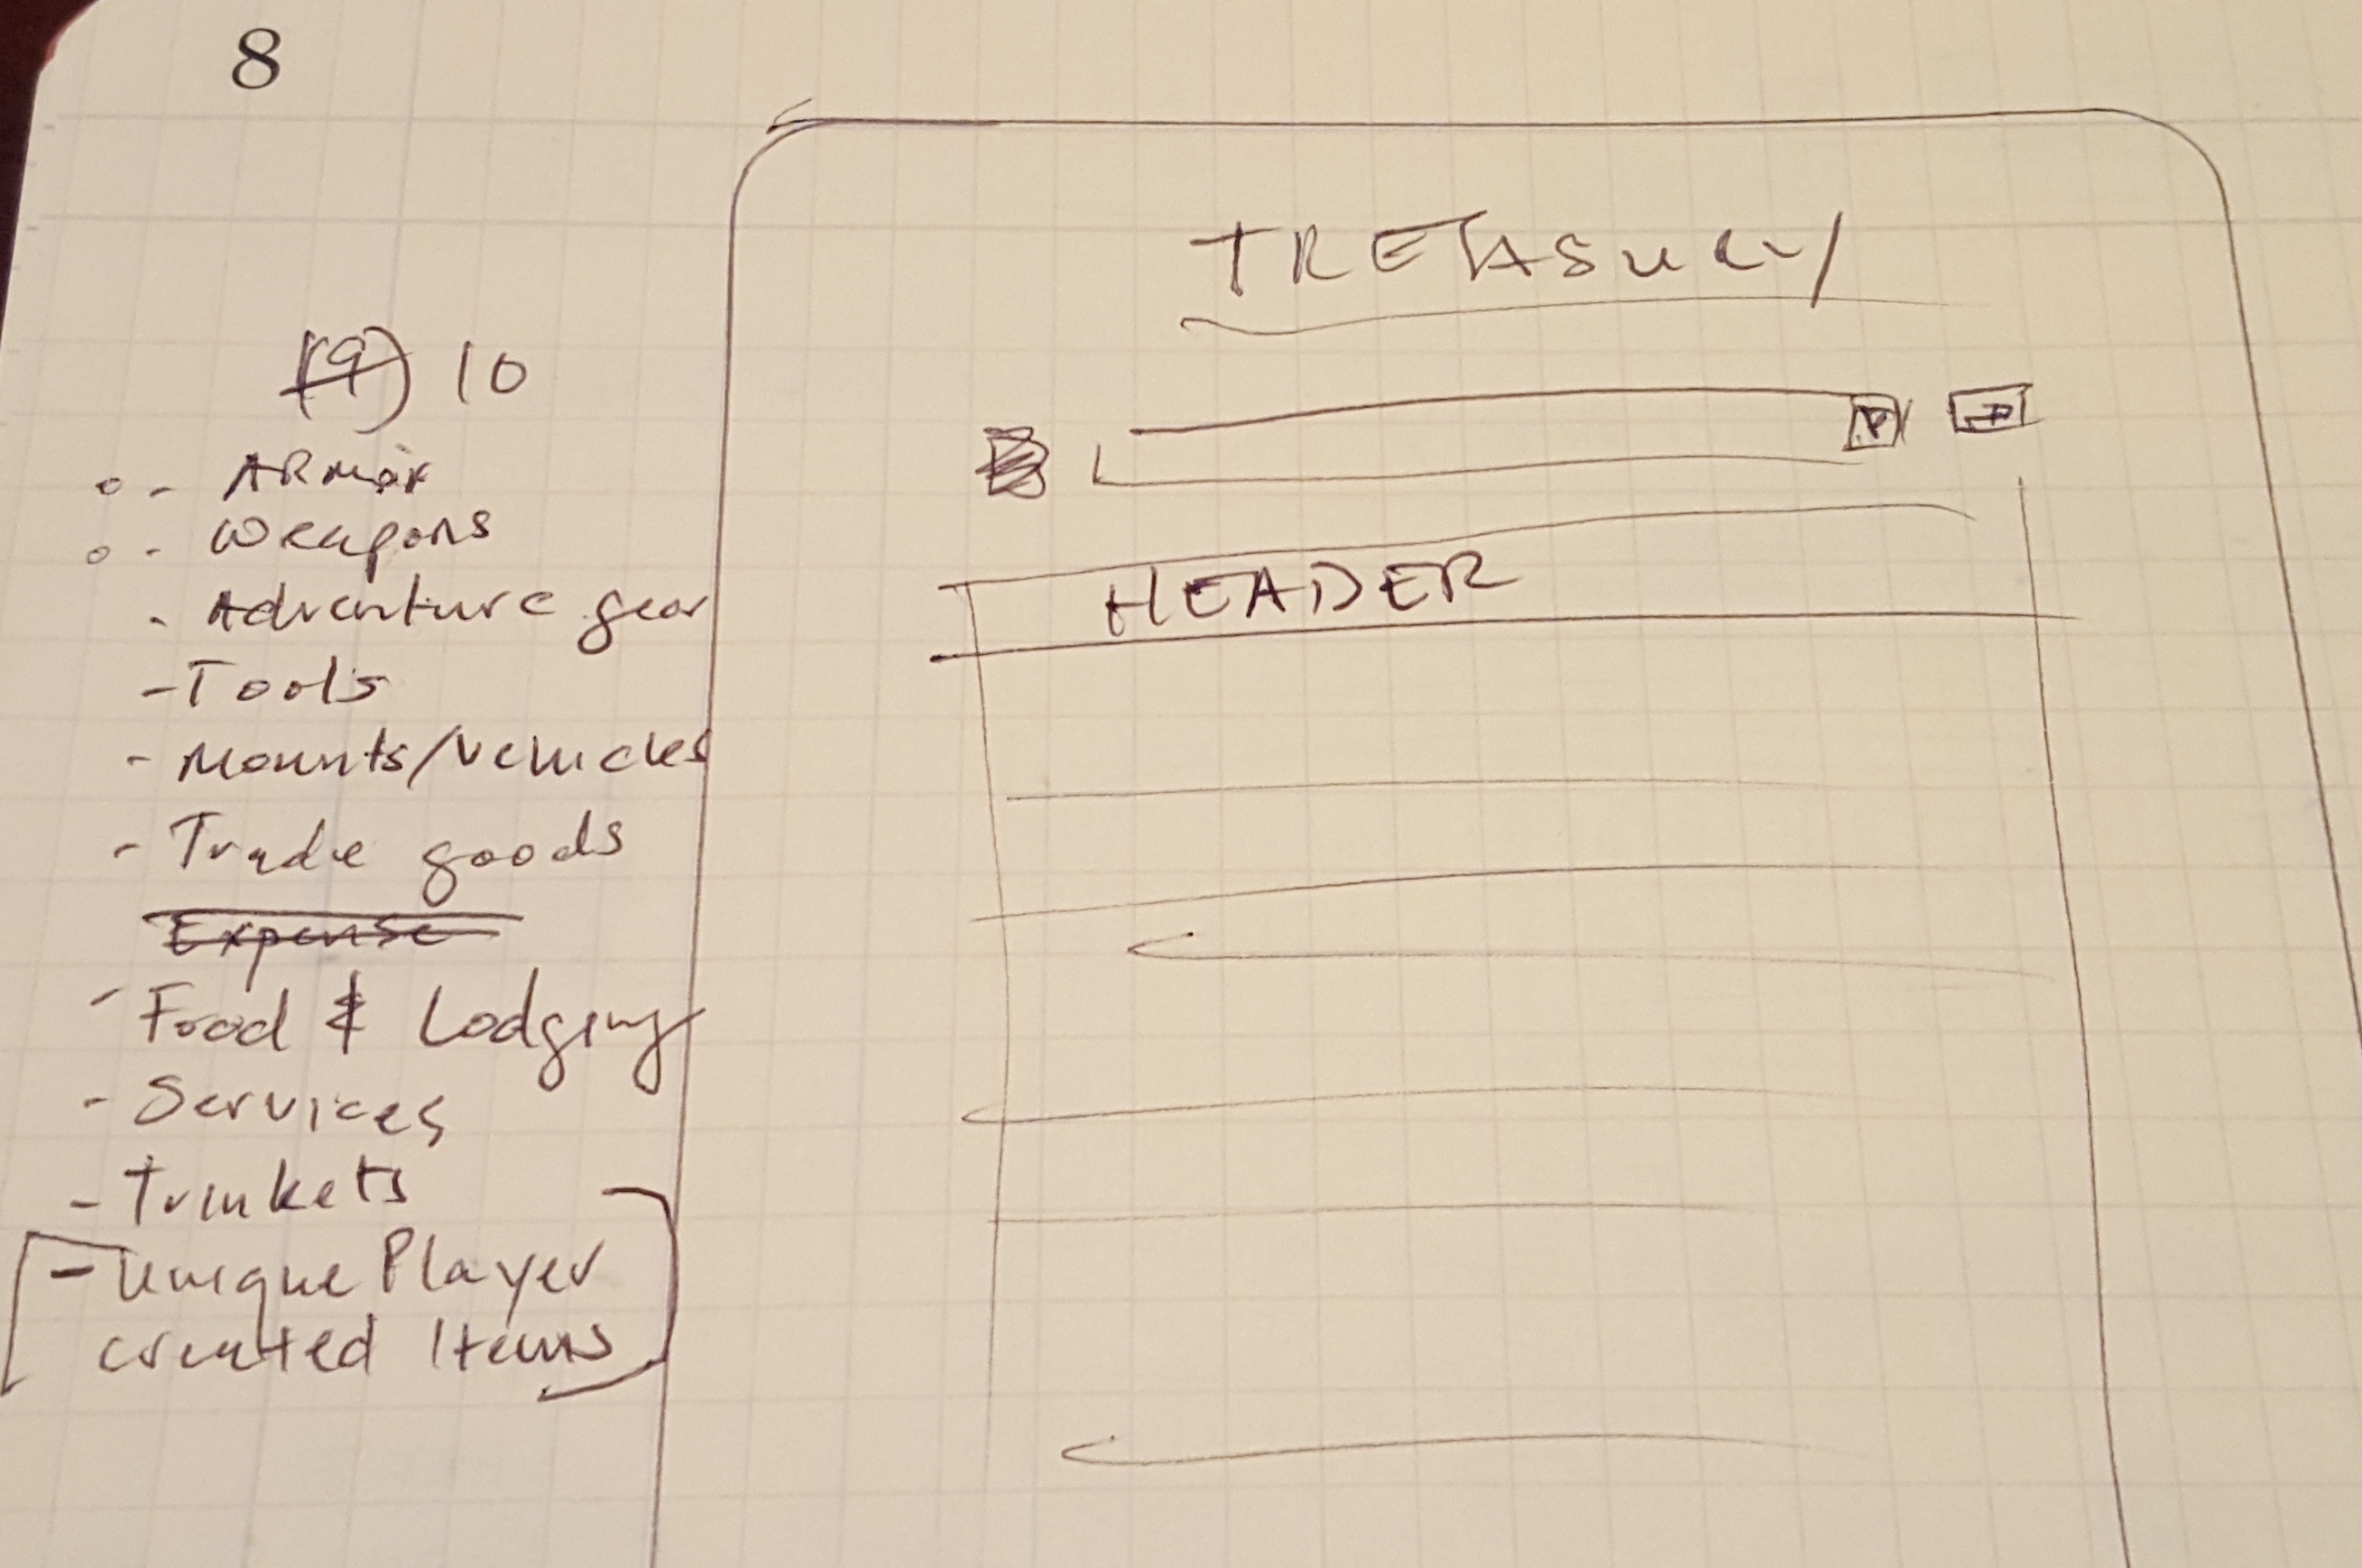 8
(9) 10
- Armor
- Weapons
- Adventure gear
- Tools
- Mounts/Vehicles
- Trade goods
Expense
- Food & Lodging
- Services
- Trinkets
- Unique Player
created Items
TREASURY
HEADER